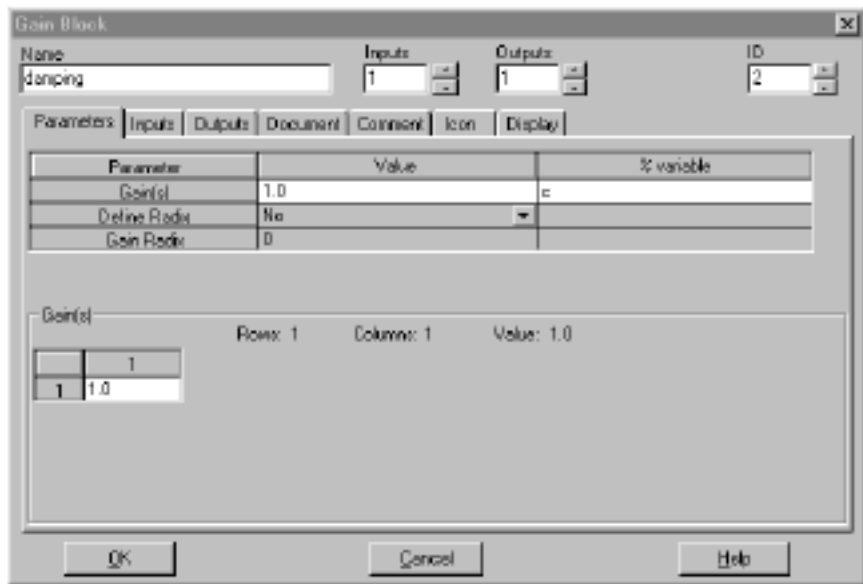 Gain Block
Name Inputs Outputs ID
damping 1 1 2
Parameters Inputs Outputs Document Comment Icon Display
Parameter Value % variable
Gain(s) 1.0 c
Define Radix No
Gain Radix 0
Gain(s)
Rows: 1 Columns: 1 Value: 1.0
1
1 1.0
OK Cancel Help